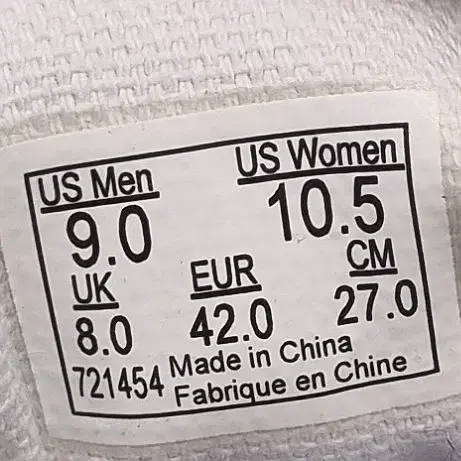 US Men US Women
9.0 10.5
UK EUR CM
8.0 42.0 27.0
721454 Made in China
Fabrique en Chine